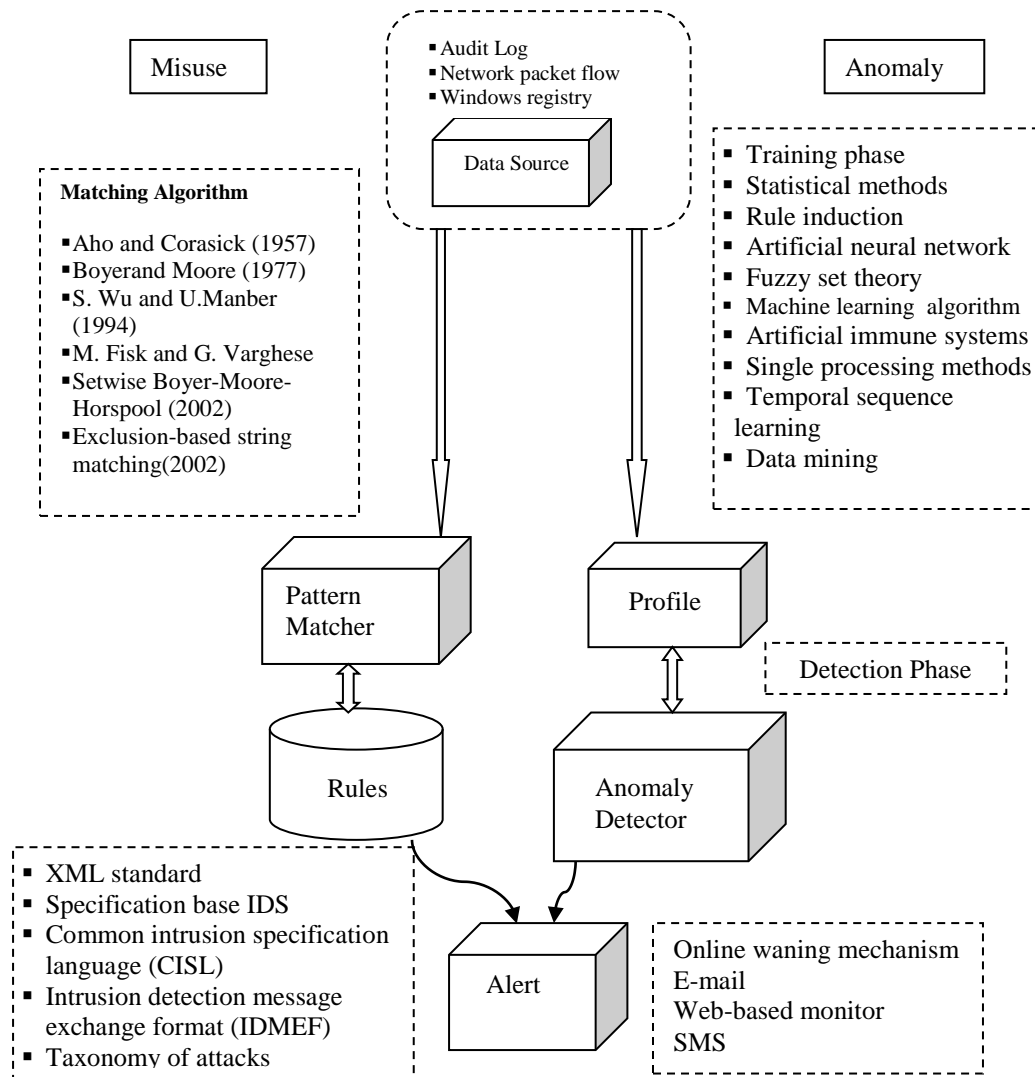 Misuse
▪ Audit Log
▪ Network packet flow
▪ Windows registry
Data Source
Anomaly
Matching Algorithm
▪Aho and Corasick (1957)
▪Boyerand Moore (1977)
▪S. Wu and U.Manber
(1994)
▪M. Fisk and G. Varghese
▪Setwise Boyer-Moore-
Horspool (2002)
▪Exclusion-based string
matching(2002)
▪ Training phase
▪ Statistical methods
▪ Rule induction
▪ Artificial neural network
▪ Fuzzy set theory
▪ Machine learning algorithm
▪ Artificial immune systems
▪ Single processing methods
▪ Temporal sequence
learning
▪ Data mining
Pattern
Matcher
Profile
Detection Phase
Rules
Anomaly
Detector
▪ XML standard
▪ Specification base IDS
▪ Common intrusion specification
language (CISL)
▪ Intrusion detection message
exchange format (IDMEF)
▪ Taxonomy of attacks
Alert
Online waning mechanism
E-mail
Web-based monitor
SMS